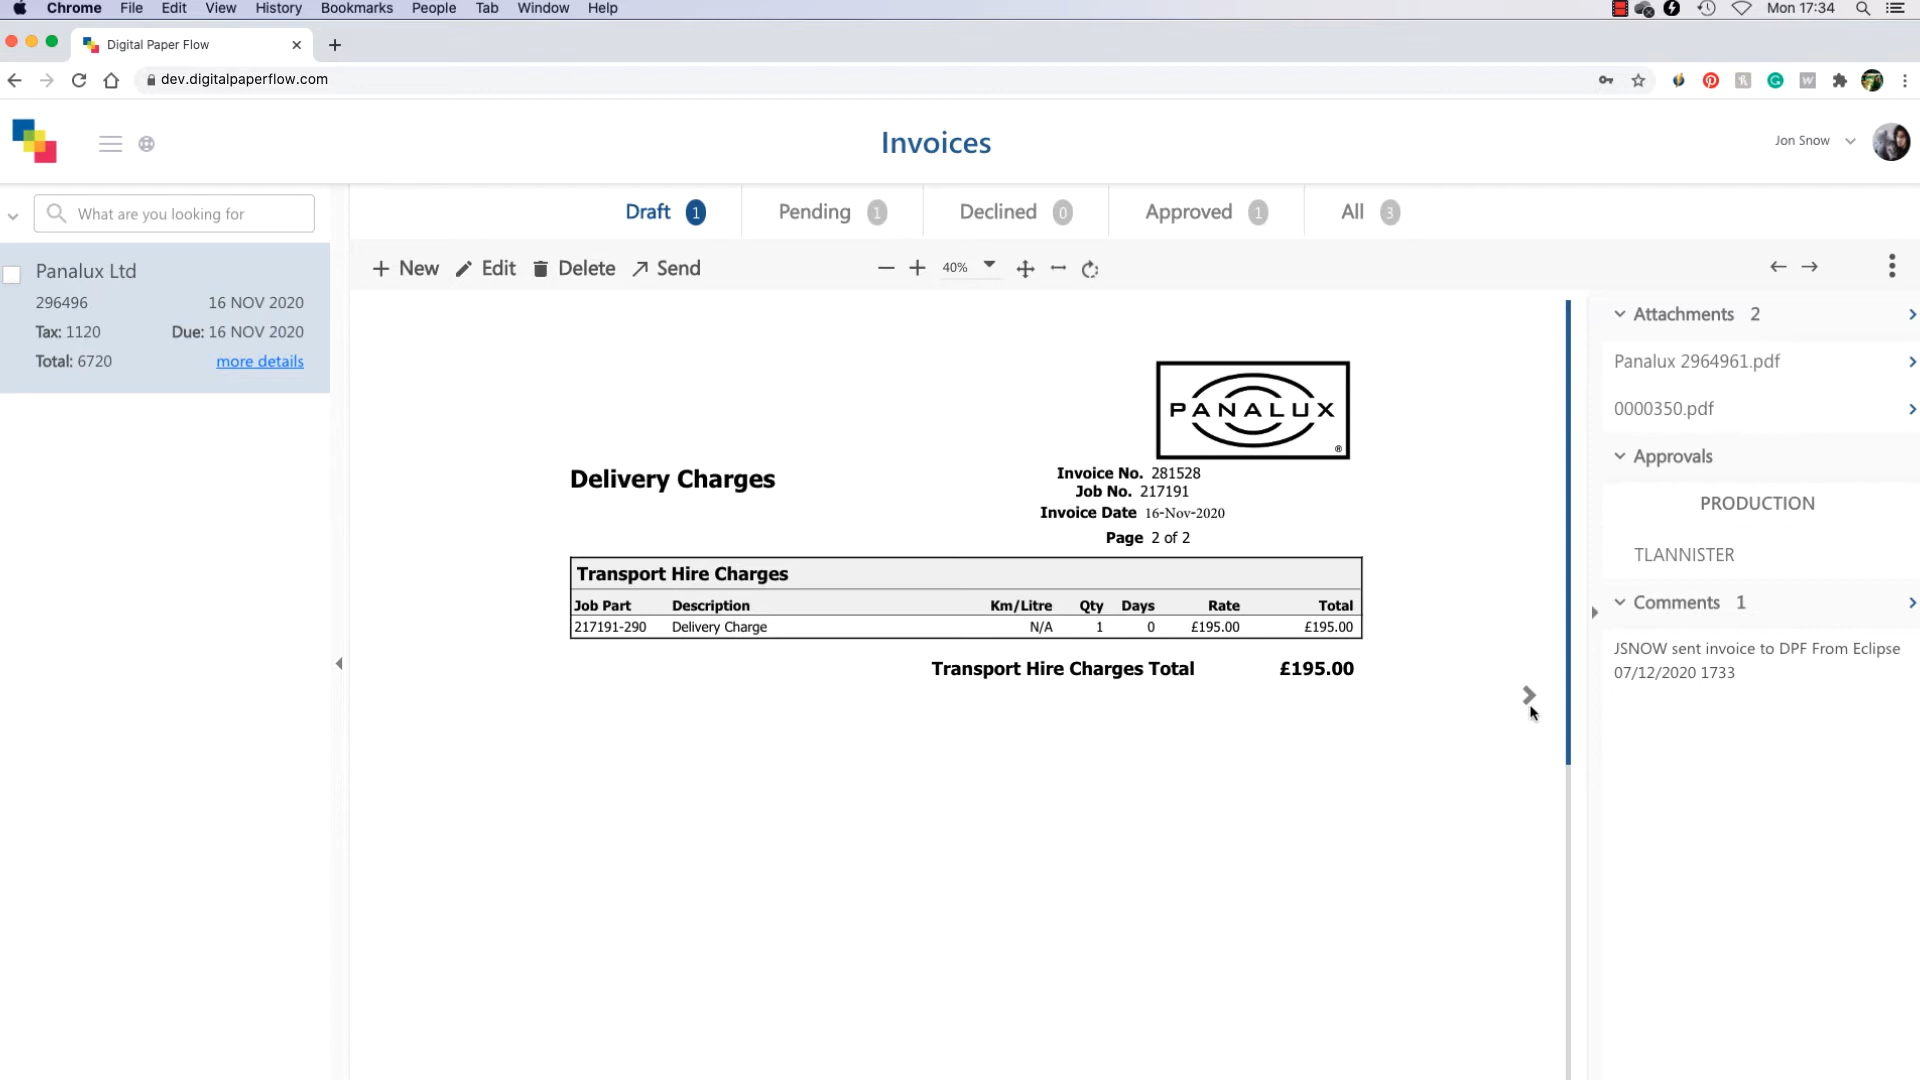 Chrome File Edit View History Bookmarks People Tab Window Help Mon 17:34
Digital Paper Flow
dev.digitalpaperflow.com
Invoices
Jon Snow
What are you looking for
Draft 1 Pending 1 Declined 0 Approved 1 All 3
New Edit Delete Send 40%
Panalux Ltd
296496 16 NOV 2020
Tax: 1120 Due: 16 NOV 2020
Total: 6720 more details
PANALUX
®
Delivery Charges
Invoice No. 281528
Job No. 217191
Invoice Date 16-Nov-2020
Page 2 of 2
Transport Hire Charges
Job Part Description Km/Litre Qty Days Rate Total
217191-290 Delivery Charge N/A 1 0 £195.00 £195.00
Transport Hire Charges Total £195.00
Attachments 2
Panalux 2964961.pdf
0000350.pdf
Approvals
PRODUCTION
TLANNISTER
Comments 1
JSNOW sent invoice to DPF From Eclipse
07/12/2020 1733